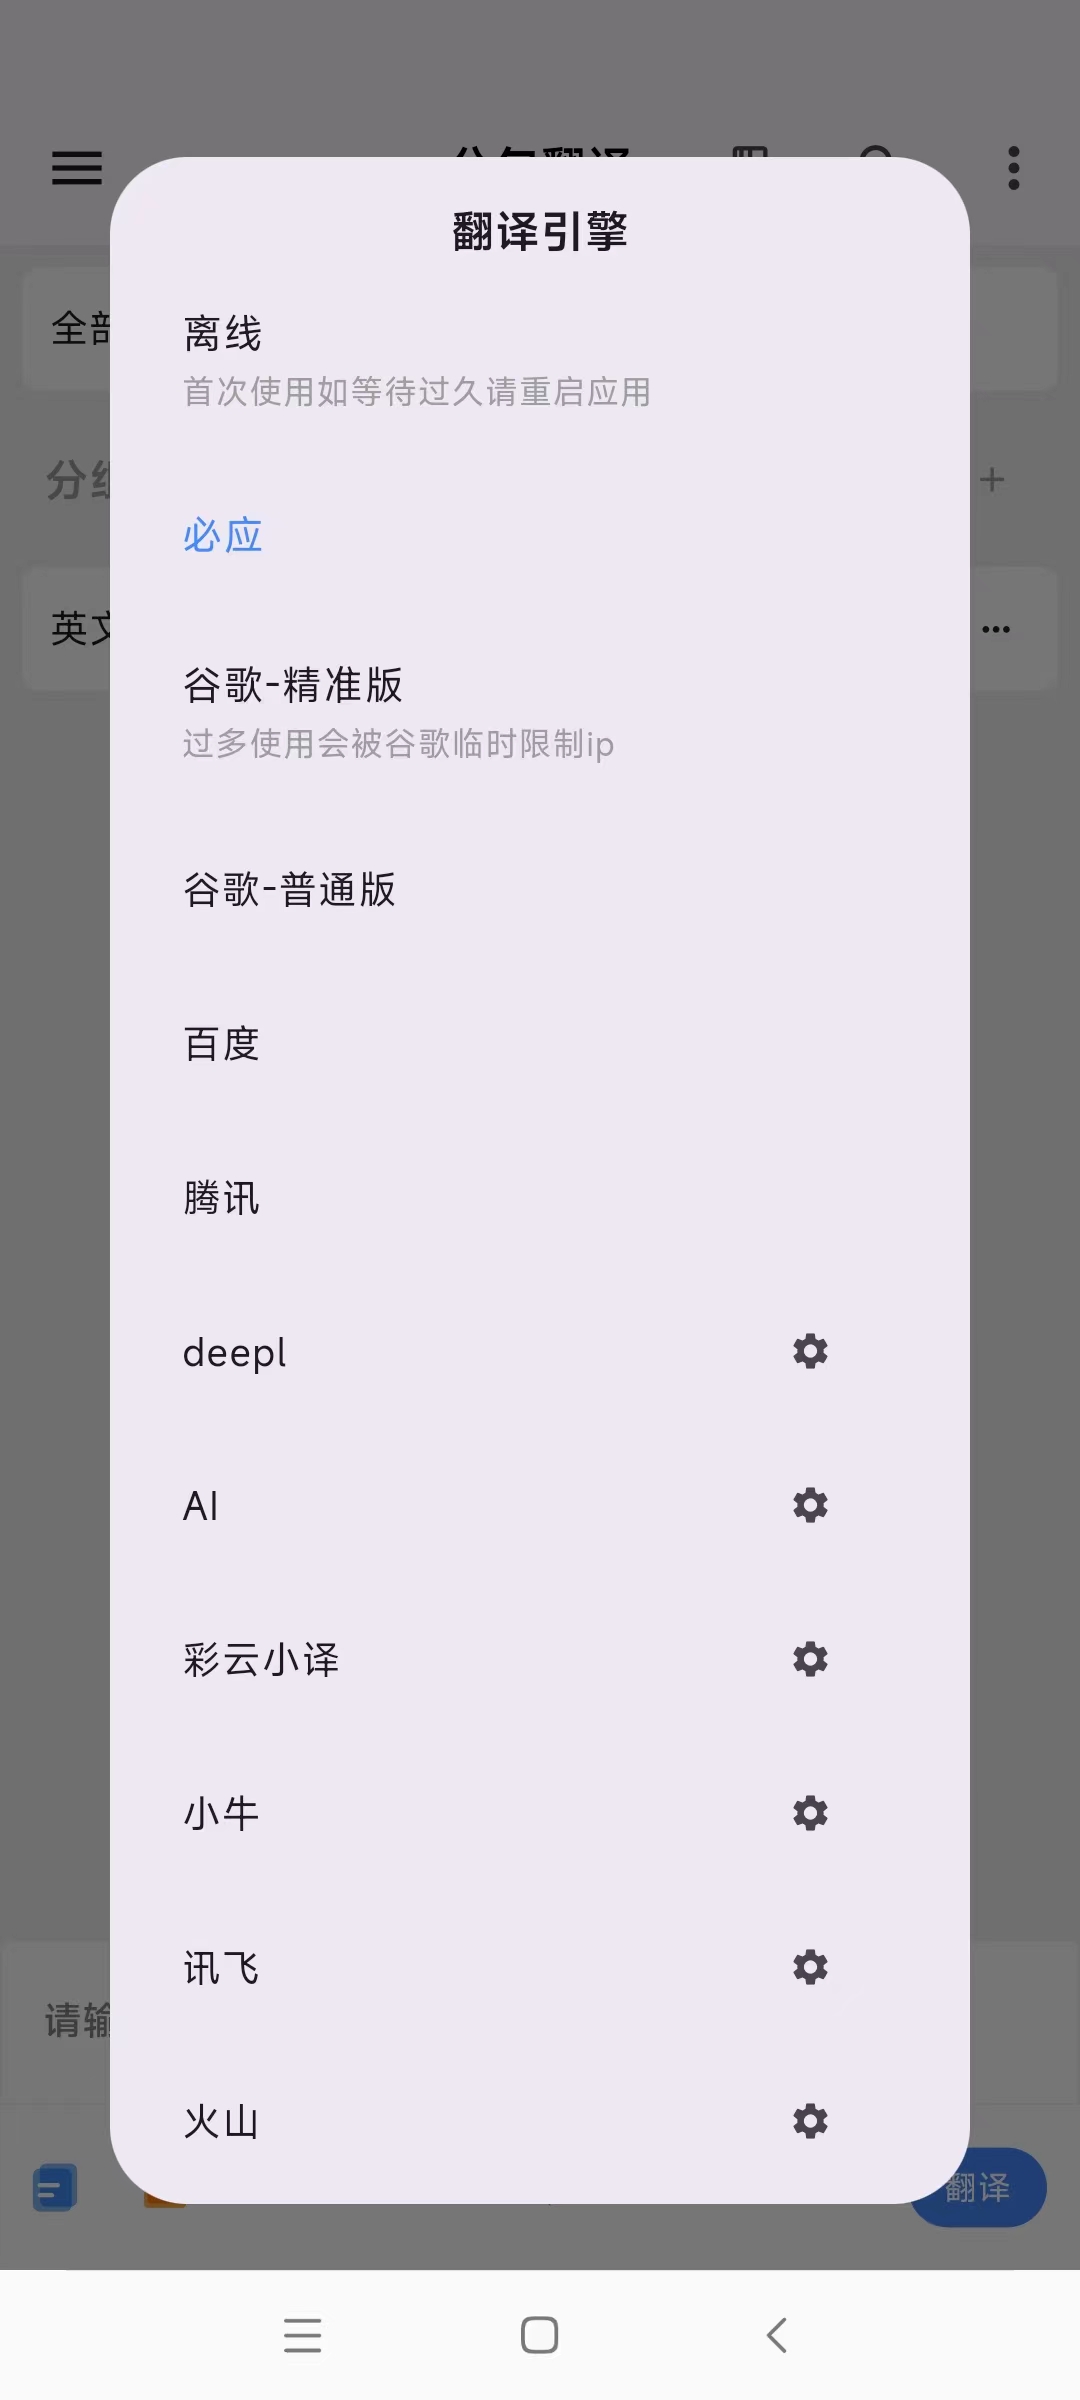 翻译引擎
全部
离线
首次使用如等待过久请重启应用
分组
必应
英文
谷歌-精准版
过多使用会被谷歌临时限制ip
谷歌-普通版
百度
腾讯
deepl
AI
彩云小译
小牛
讯飞
请输
火山
翻译